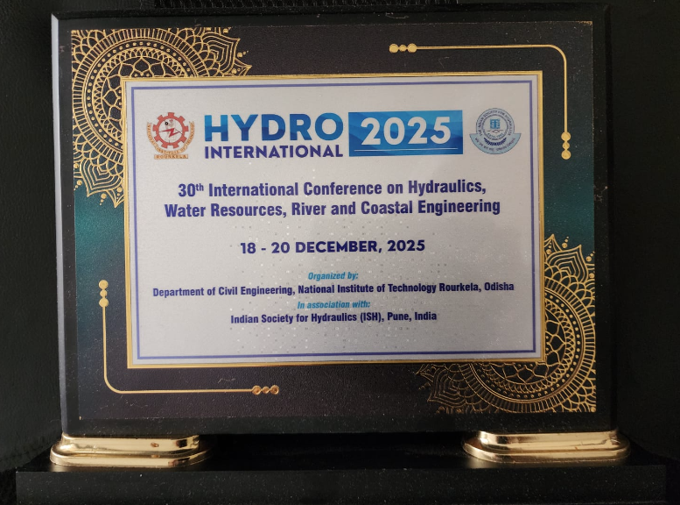 HYDRO 2025
INTERNATIONAL
30th International Conference on Hydraulics,
Water Resources, River and Coastal Engineering
18 - 20 DECEMBER, 2025
Organized by:
Department of Civil Engineering, National Institute of Technology Rourkela, Odisha
In association with:
Indian Society for Hydraulics (ISH), Pune, India